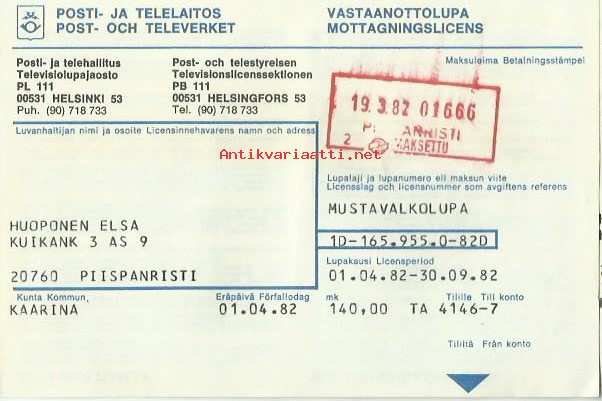 POSTI- JA TELELAITOS
POST- OCH TELEVERKET
VASTAANOTTOLUPA
MOTTAGNINGSLICENS
Posti- ja telehallitus
Televisiolupajaosto
PL 111
00531 HELSINKI 53
Puh. (90) 718 733
Post- och telestyrelsen
Televisionslicenssektionen
PB 111
00531 HELSINGFORS 53
Tel. (90) 718 733
Maksuleima Betalningsstämpel
19.3.82 01666
ANRISTI
2 MAKSETTU
Luvanhaltijan nimi ja osoite Licensinnehavarens namn och adress
Antikvariaatti.net
Lupalaji ja lupanumero eli maksun viite
Licensslag och licensnummer som avgiftens referens
MUSTAVALKOLUPA
HUOPONEN ELSA
KUIKANK 3 AS 9
1D-165.955.0-82D
Lupakausi Licensperiod
20760 PIISPANRISTI
01.04.82-30.09.82
Kunta Kommun,
Eräpäivä Förfallodag
mk
Tilille Till konto
KAARINA
01.04.82
140,00 TA 4146-7
Tililtä Från konto